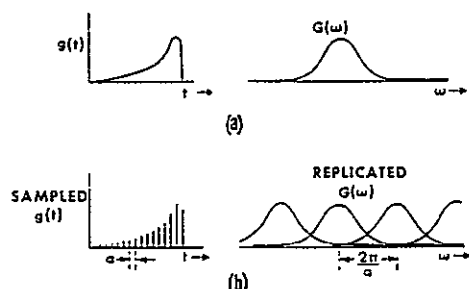 g(t)
t →
G(ω)
ω →
(a)
SAMPLED
g(t)
a
t →
REPLICATED
G(ω)
2π
a
ω →
(b)